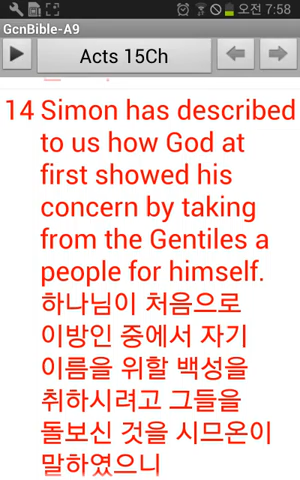 오전 7:58
GcnBible-A9
Acts 15Ch
14 Simon has described
to us how God at
first showed his
concern by taking
from the Gentiles a
people for himself.
하나님이 처음으로
이방인 중에서 자기
이름을 위할 백성을
취하시려고 그들을
돌보신 것을 시므온이
말하였으니